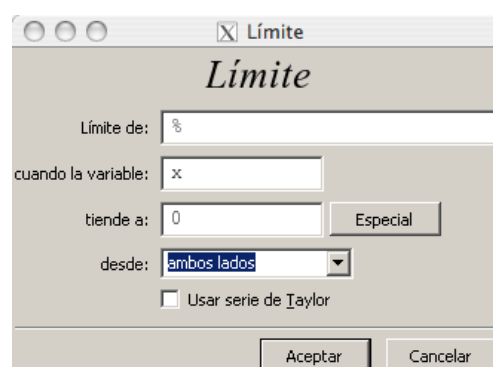 Límite
Límite
Límite de: %
cuando la variable: x
tiende a: 0 Especial
desde: ambos lados
Usar serie de Taylor
Aceptar Cancelar